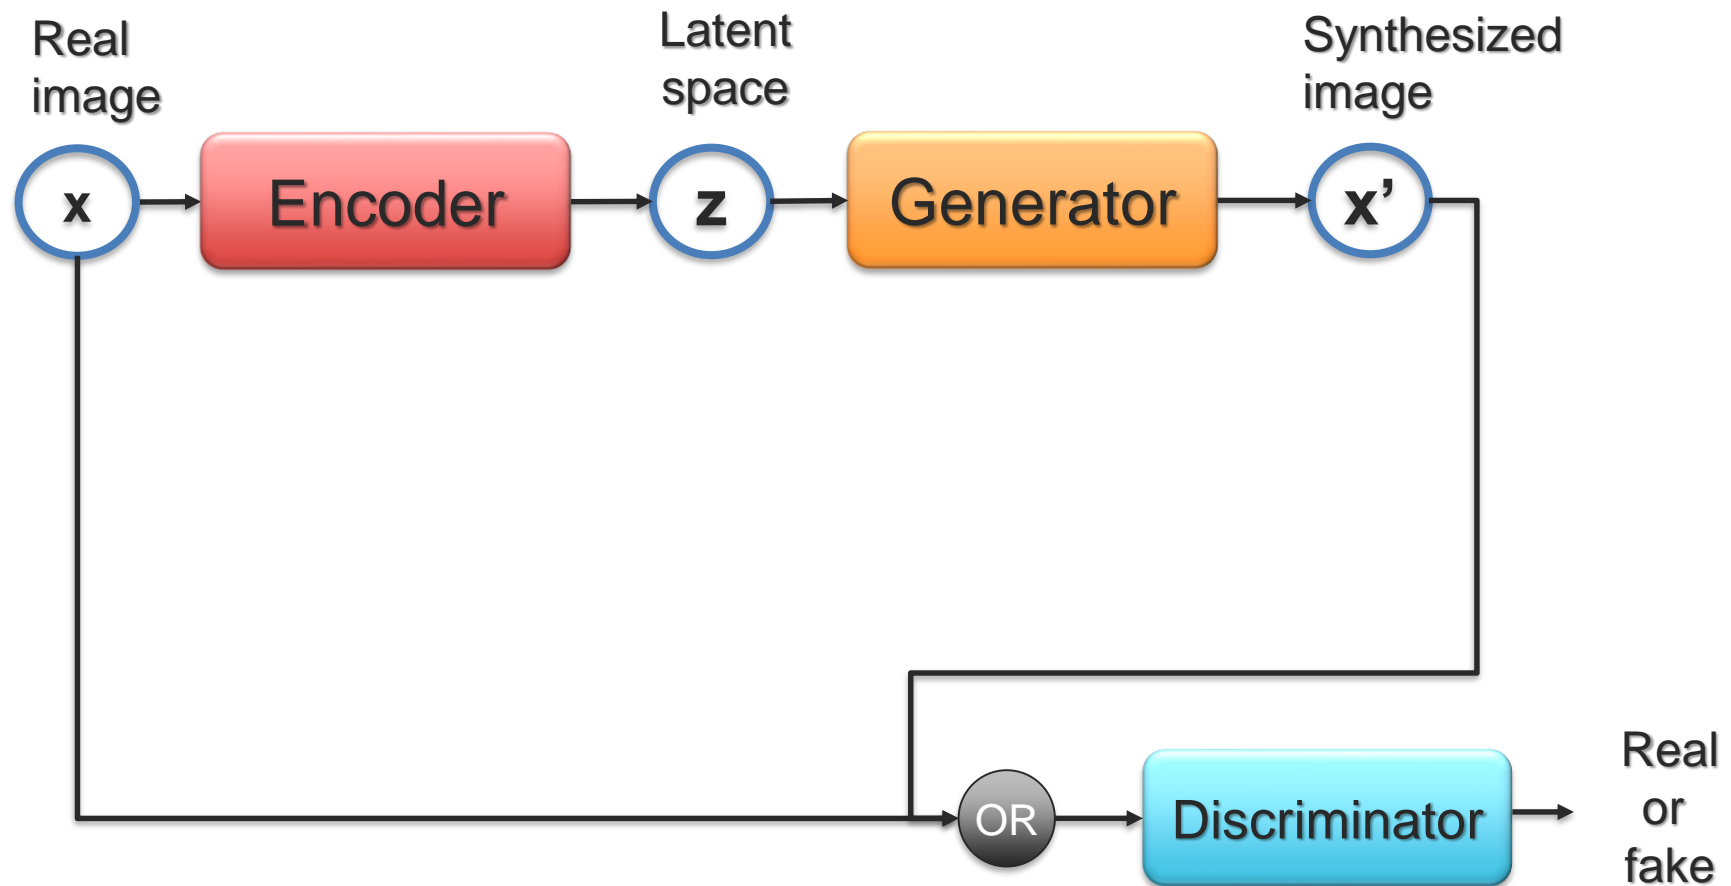 Real
image
Latent
space
Synthesized
image
x
Encoder
z
Generator
x’
OR
Discriminator
Real
or
fake